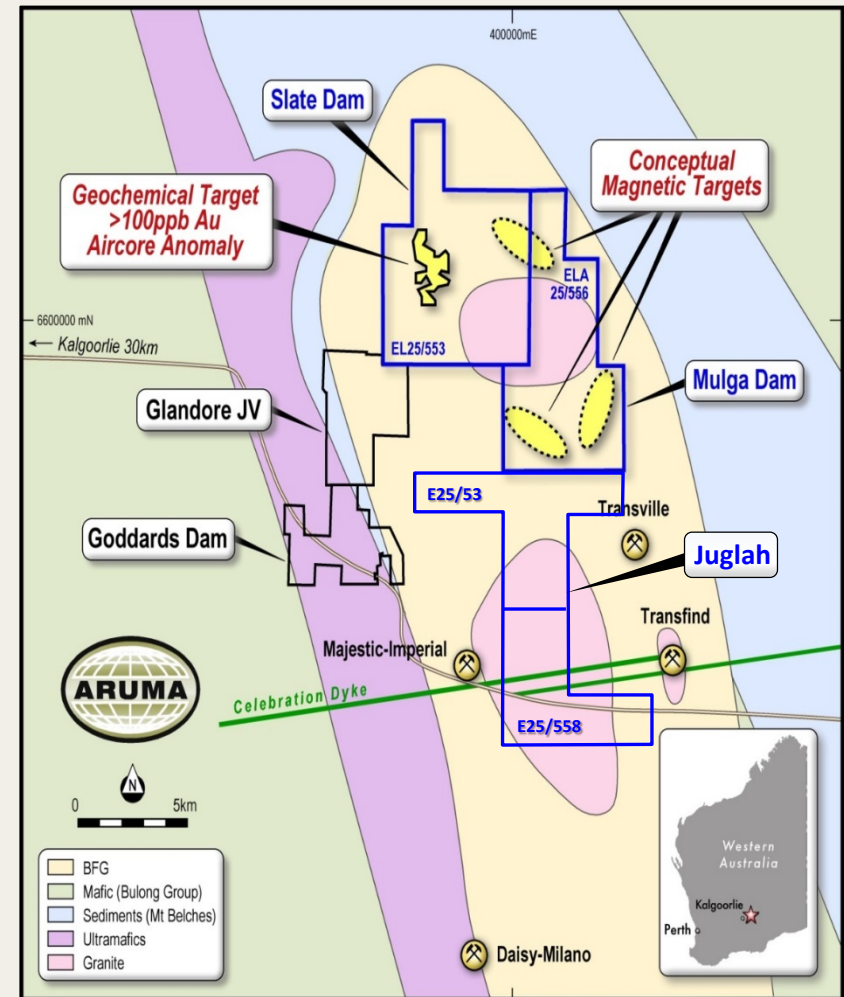 400000mE
Slate Dam
Conceptual
Magnetic Targets
Geochemical Target
>100ppb Au
Aircore Anomaly
ELA
25/556
6600000 mN
← Kalgoorlie 30km
EL25/553
Mulga Dam
Glandore JV
E25/53
Transville
Goddards Dam
Juglah
Transfind
Majestic-Imperial
ARUMA
Celebration Dyke
E25/558
N
0
5km
Western
Australia
Kalgoorlie
Perth
BFG
Mafic (Bulong Group)
Sediments (Mt Belches)
Ultramafics
Granite
Daisy-Milano
400000mE